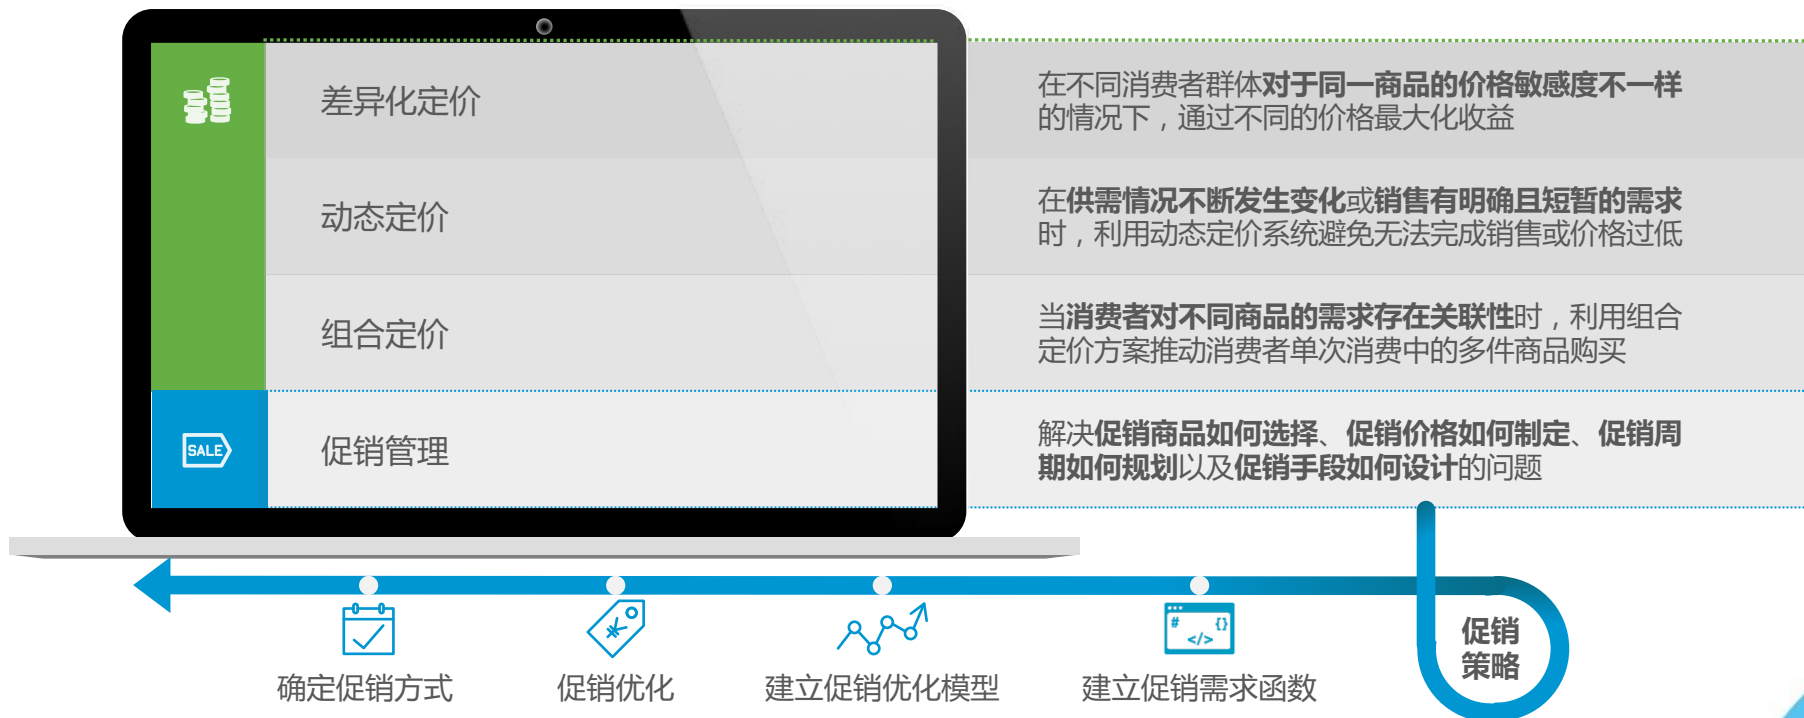 差异化定价
在不同消费者群体对于同一商品的价格敏感度不一样
的情况下，通过不同的价格最大化收益
动态定价
在供需情况不断发生变化或销售有明确且短暂的需求
时，利用动态定价系统避免无法完成销售或价格过低
组合定价
当消费者对不同商品的需求存在关联性时，利用组合
定价方案推动消费者单次消费中的多件商品购买
SALE
促销管理
解决促销商品如何选择、促销价格如何制定、促销周
期如何规划以及促销手段如何设计的问题
促销
策略
确定促销方式
¥
促销优化
建立促销优化模型
# {}
</>
建立促销需求函数